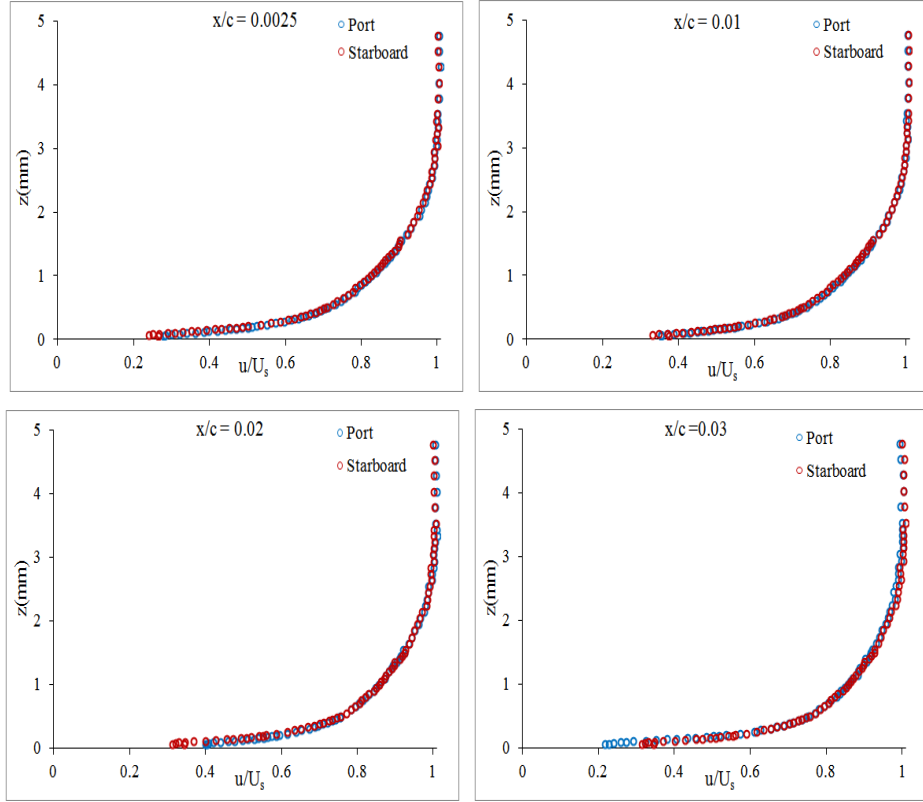 x/c = 0.0025
Port
Starboard
5
4
3
2
1
0
z(mm)
0
0.2
0.4
0.6
0.8
1
u/Us
x/c = 0.01
Port
Starboard
5
4
3
2
1
0
z(mm)
0
0.2
0.4
0.6
0.8
1
u/Us
x/c = 0.02
Port
Starboard
5
4
3
2
1
0
z(mm)
0
0.2
0.4
0.6
0.8
1
u/Us
x/c =0.03
Port
Starboard
5
4
3
2
1
0
z(mm)
0
0.2
0.4
0.6
0.8
1
u/Us